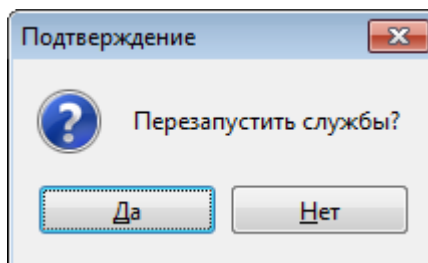 Подтверждение
Перезапустить службы?
Да
Нет